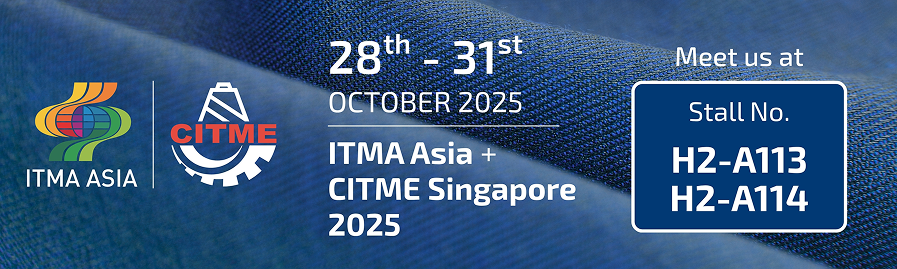 ITMA ASIA
CITME
28th - 31st
OCTOBER 2025
ITMA Asia +
CITME Singapore
2025
Meet us at
Stall No.
H2-A113
H2-A114